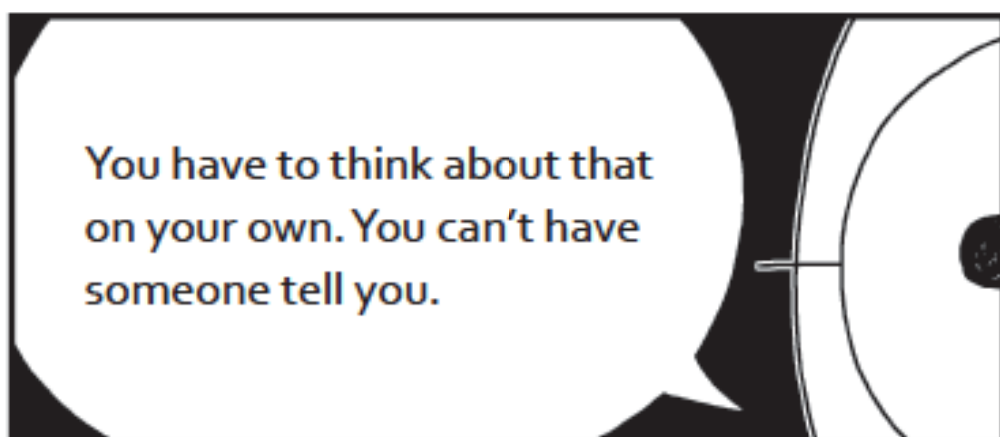 You have to think about that
on your own. You can’t have
someone tell you.